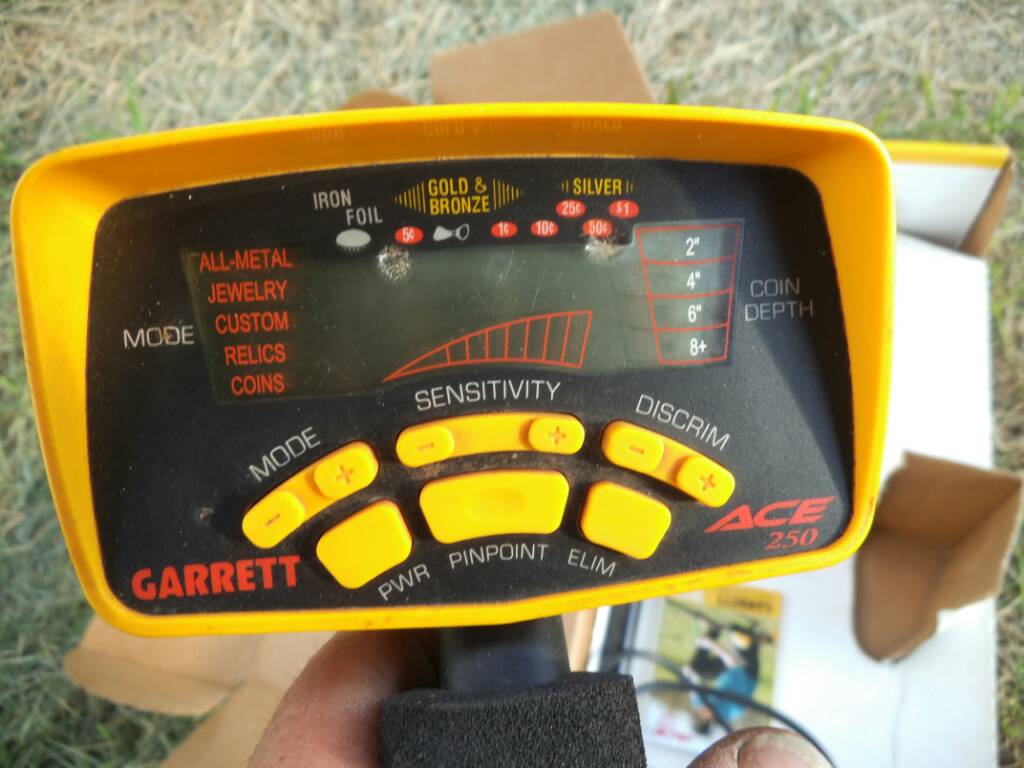 IRON
FOIL
GOLD &
BRONZE
SILVER
5¢
1¢
10¢
25¢
50¢
$1
MODE
ALL-METAL
JEWELRY
CUSTOM
RELICS
COINS
2"
4"
6"
8+
COIN
DEPTH
SENSITIVITY
- +
MODE
- +
DISCRIM
- +
PWR
PINPOINT
ELIM
GARRETT
ACE
250